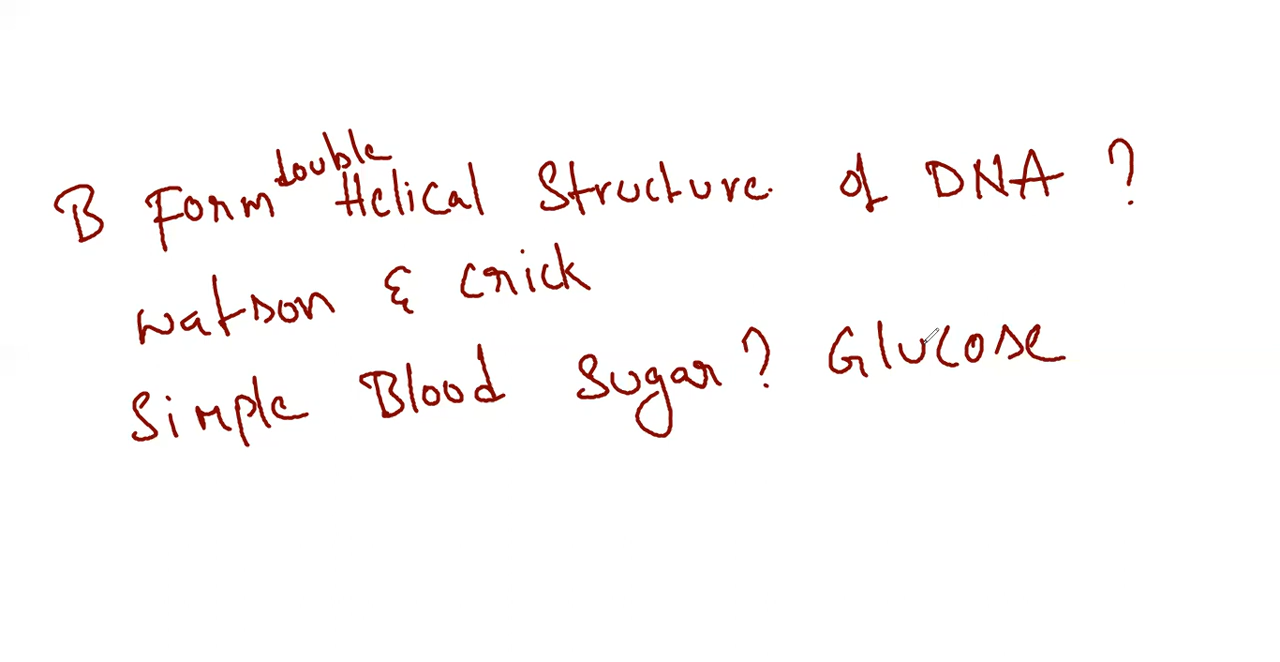 B Form double Helical Structure of DNA ?
Watson & Crick
Simple Blood Sugar? Glucose